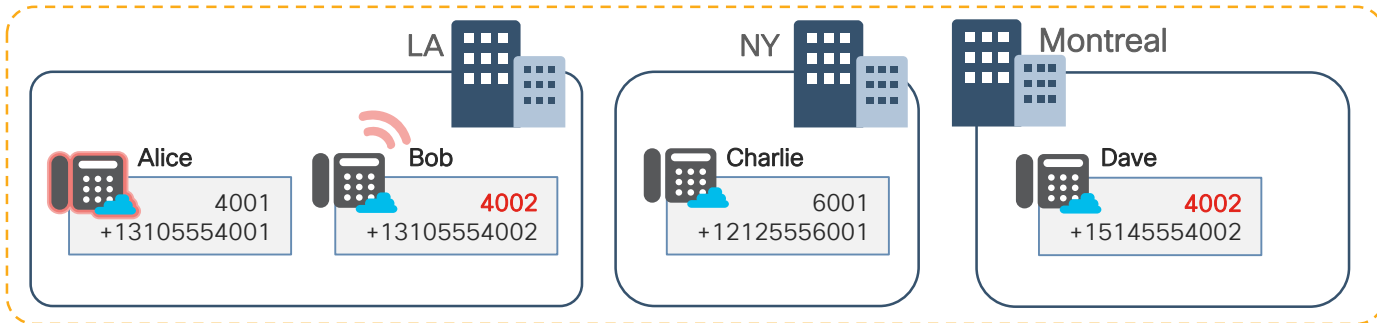 LA
NY
Montreal
Alice
4001
+13105554001
Bob
4002
+13105554002
Charlie
6001
+12125556001
Dave
4002
+15145554002